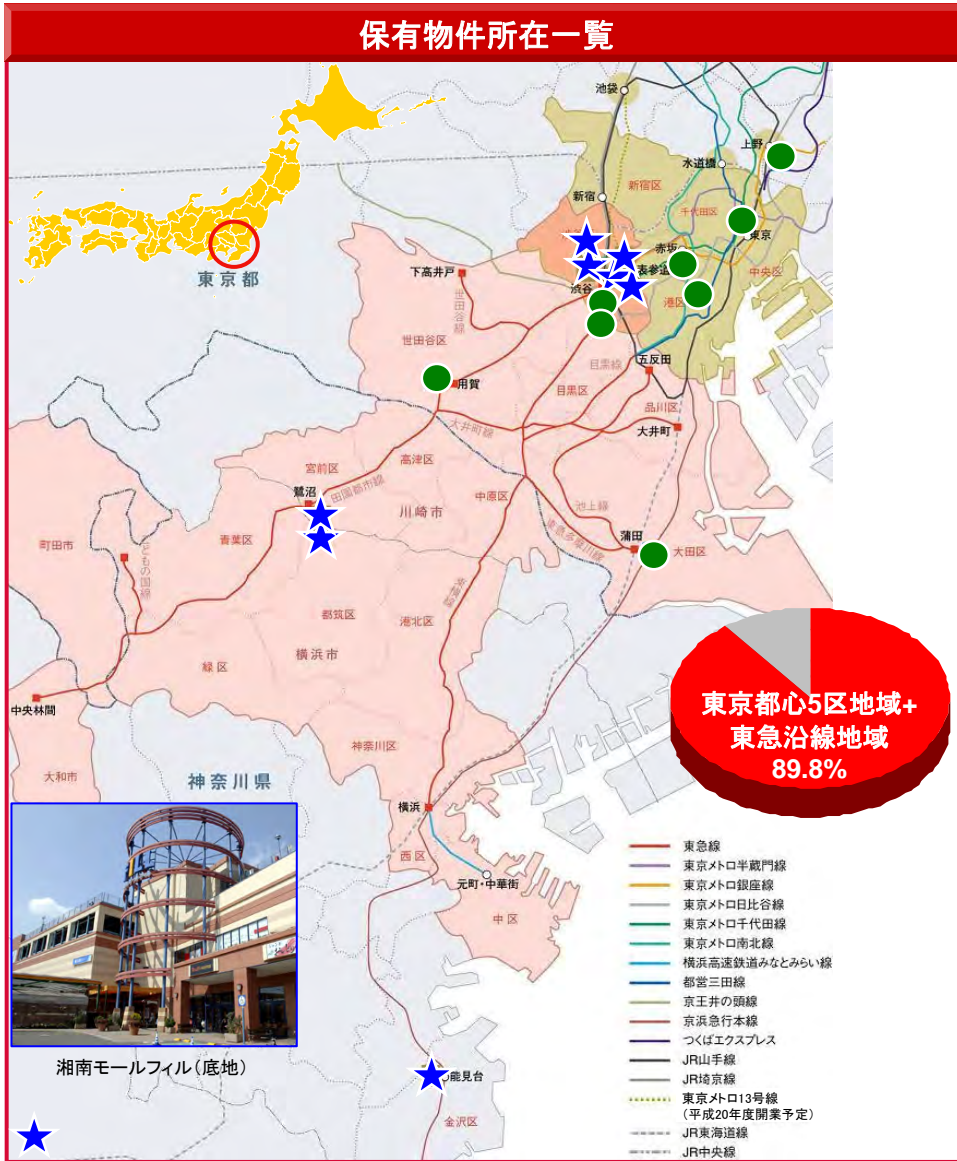 保有物件所在一覧
池袋
上野
水道橋
新宿区
新宿
千代田区
東京
赤坂
表参道
中央区
東京都
下高井戸
渋谷
港区
世田谷線
世田谷区
目黒線
五反田
用賀
目黒区
品川区
大井町線
大井町
宮前区
高津区
鷺沼
田園都市線
中原区
川崎市
池上線
町田市
青葉区
東急多摩川線
蒲田
大田区
こどもの国線
東横線
都筑区
港北区
横浜市
緑区
中央林間
東京都心5区地域+
東急沿線地域
89.8%
神奈川区
大和市
神奈川県
横浜
西区
元町・中華街
中区
東急線
東京メトロ半蔵門線
東京メトロ銀座線
東京メトロ日比谷線
東京メトロ千代田線
東京メトロ南北線
横浜高速鉄道みなとみらい線
都営三田線
京王井の頭線
京浜急行本線
つくばエクスプレス
JR山手線
JR埼京線
東京メトロ13号線
(平成20年度開業予定)
JR東海道線
JR中央線
湘南モールフィル(底地)
能見台
金沢区